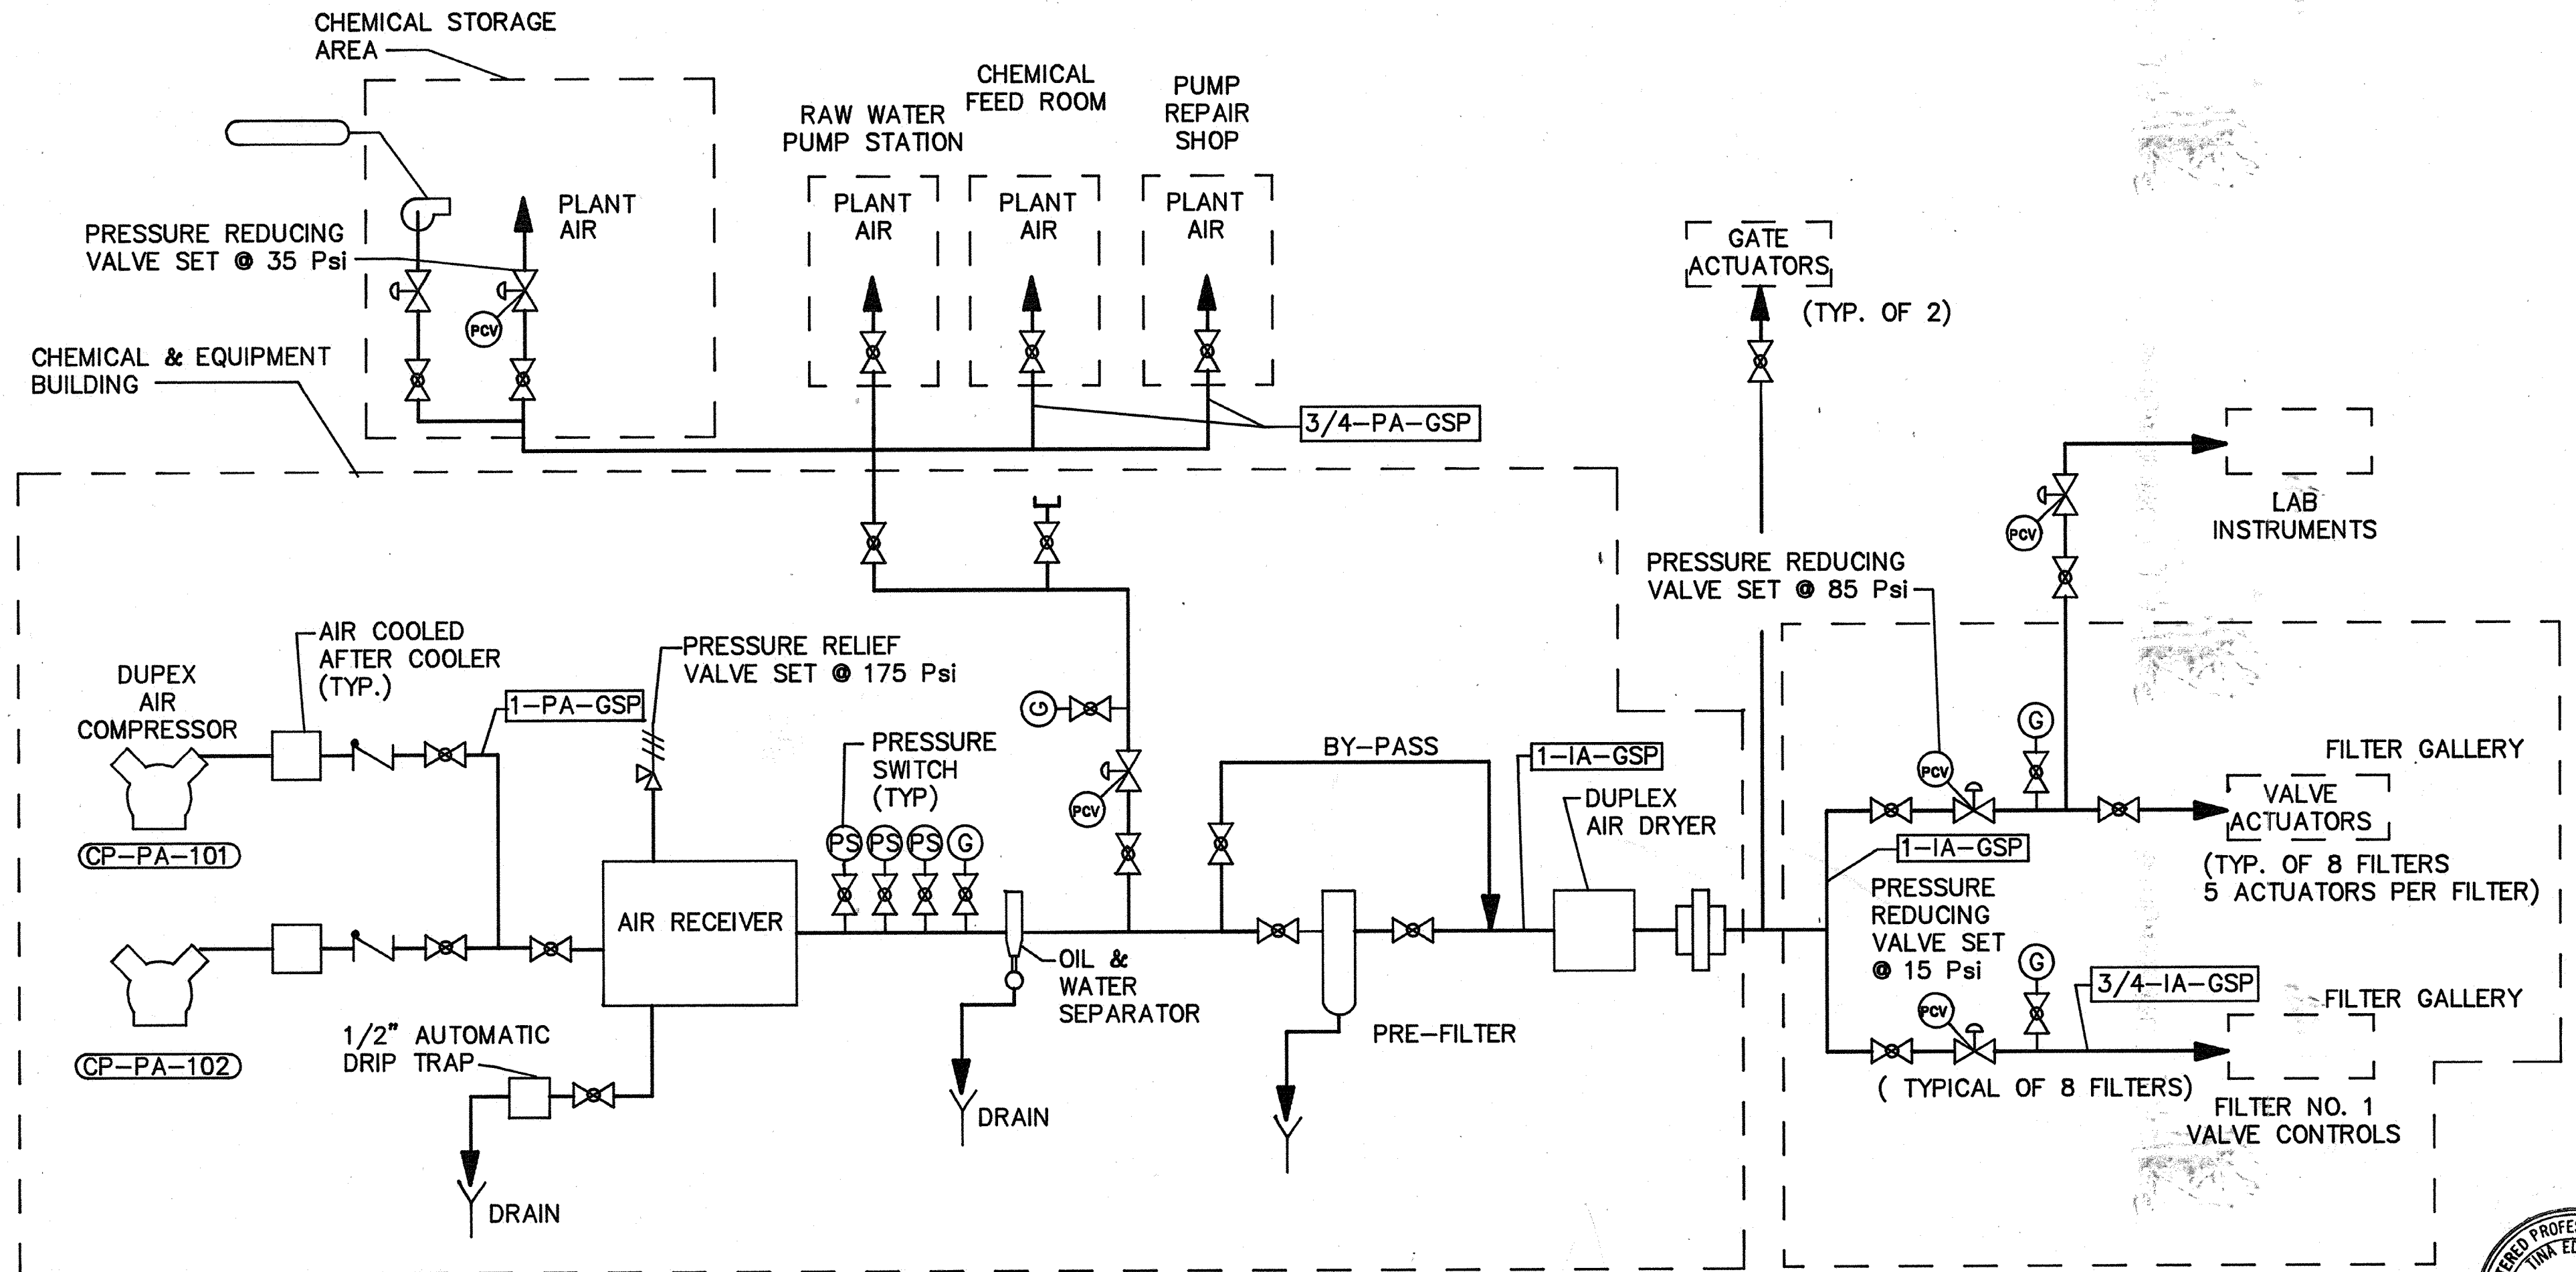 CHEMICAL STORAGE
AREA
CHEMICAL
FEED ROOM
PUMP
REPAIR
SHOP
RAW WATER
PUMP STATION
PLANT
AIR
PLANT
AIR
PLANT
AIR
PLANT
AIR
PRESSURE REDUCING
VALVE SET @ 35 Psi
PCV
GATE
ACTUATORS
(TYP. OF 2)
CHEMICAL & EQUIPMENT
BUILDING
3/4-PA-GSP
LAB
INSTRUMENTS
PCV
PRESSURE REDUCING
VALVE SET @ 85 Psi
AIR COOLED
AFTER COOLER
(TYP.)
PRESSURE RELIEF
VALVE SET @ 175 Psi
DUPEX
AIR
COMPRESSOR
1-PA-GSP
G
PRESSURE
SWITCH
(TYP)
BY-PASS
1-IA-GSP
G
FILTER GALLERY
PCV
PCV
DUPLEX
AIR DRYER
VALVE
ACTUATORS
CP-PA-101
PS
PS
PS
G
1-IA-GSP
(TYP. OF 8 FILTERS
5 ACTUATORS PER FILTER)
AIR RECEIVER
PRESSURE
REDUCING
VALVE SET
@ 15 Psi
OIL &
WATER
SEPARATOR
G
3/4-IA-GSP
FILTER GALLERY
PCV
1/2" AUTOMATIC
DRIP TRAP
PRE-FILTER
CP-PA-102
( TYPICAL OF 8 FILTERS)
FILTER NO. 1
VALVE CONTROLS
DRAIN
DRAIN
TERED PROFES
TINA ED